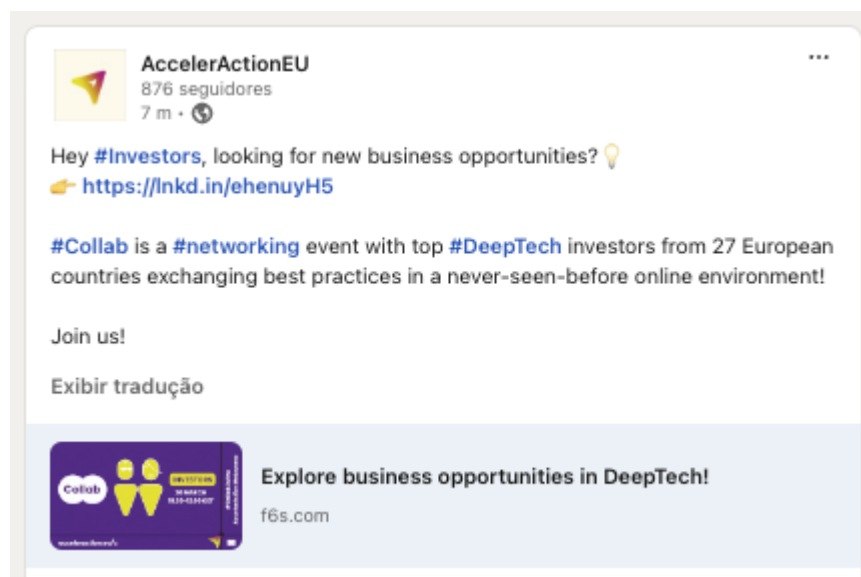 AccelerActionEU
876 seguidores
7 m •
Hey #Investors, looking for new business opportunities?
https://lnkd.in/ehenuyH5
#Collab is a #networking event with top #DeepTech investors from 27 European
countries exchanging best practices in a never-seen-before online environment!
Join us!
Exibir tradução
Collab
INVESTORS
Explore business opportunities in DeepTech!
f6s.com